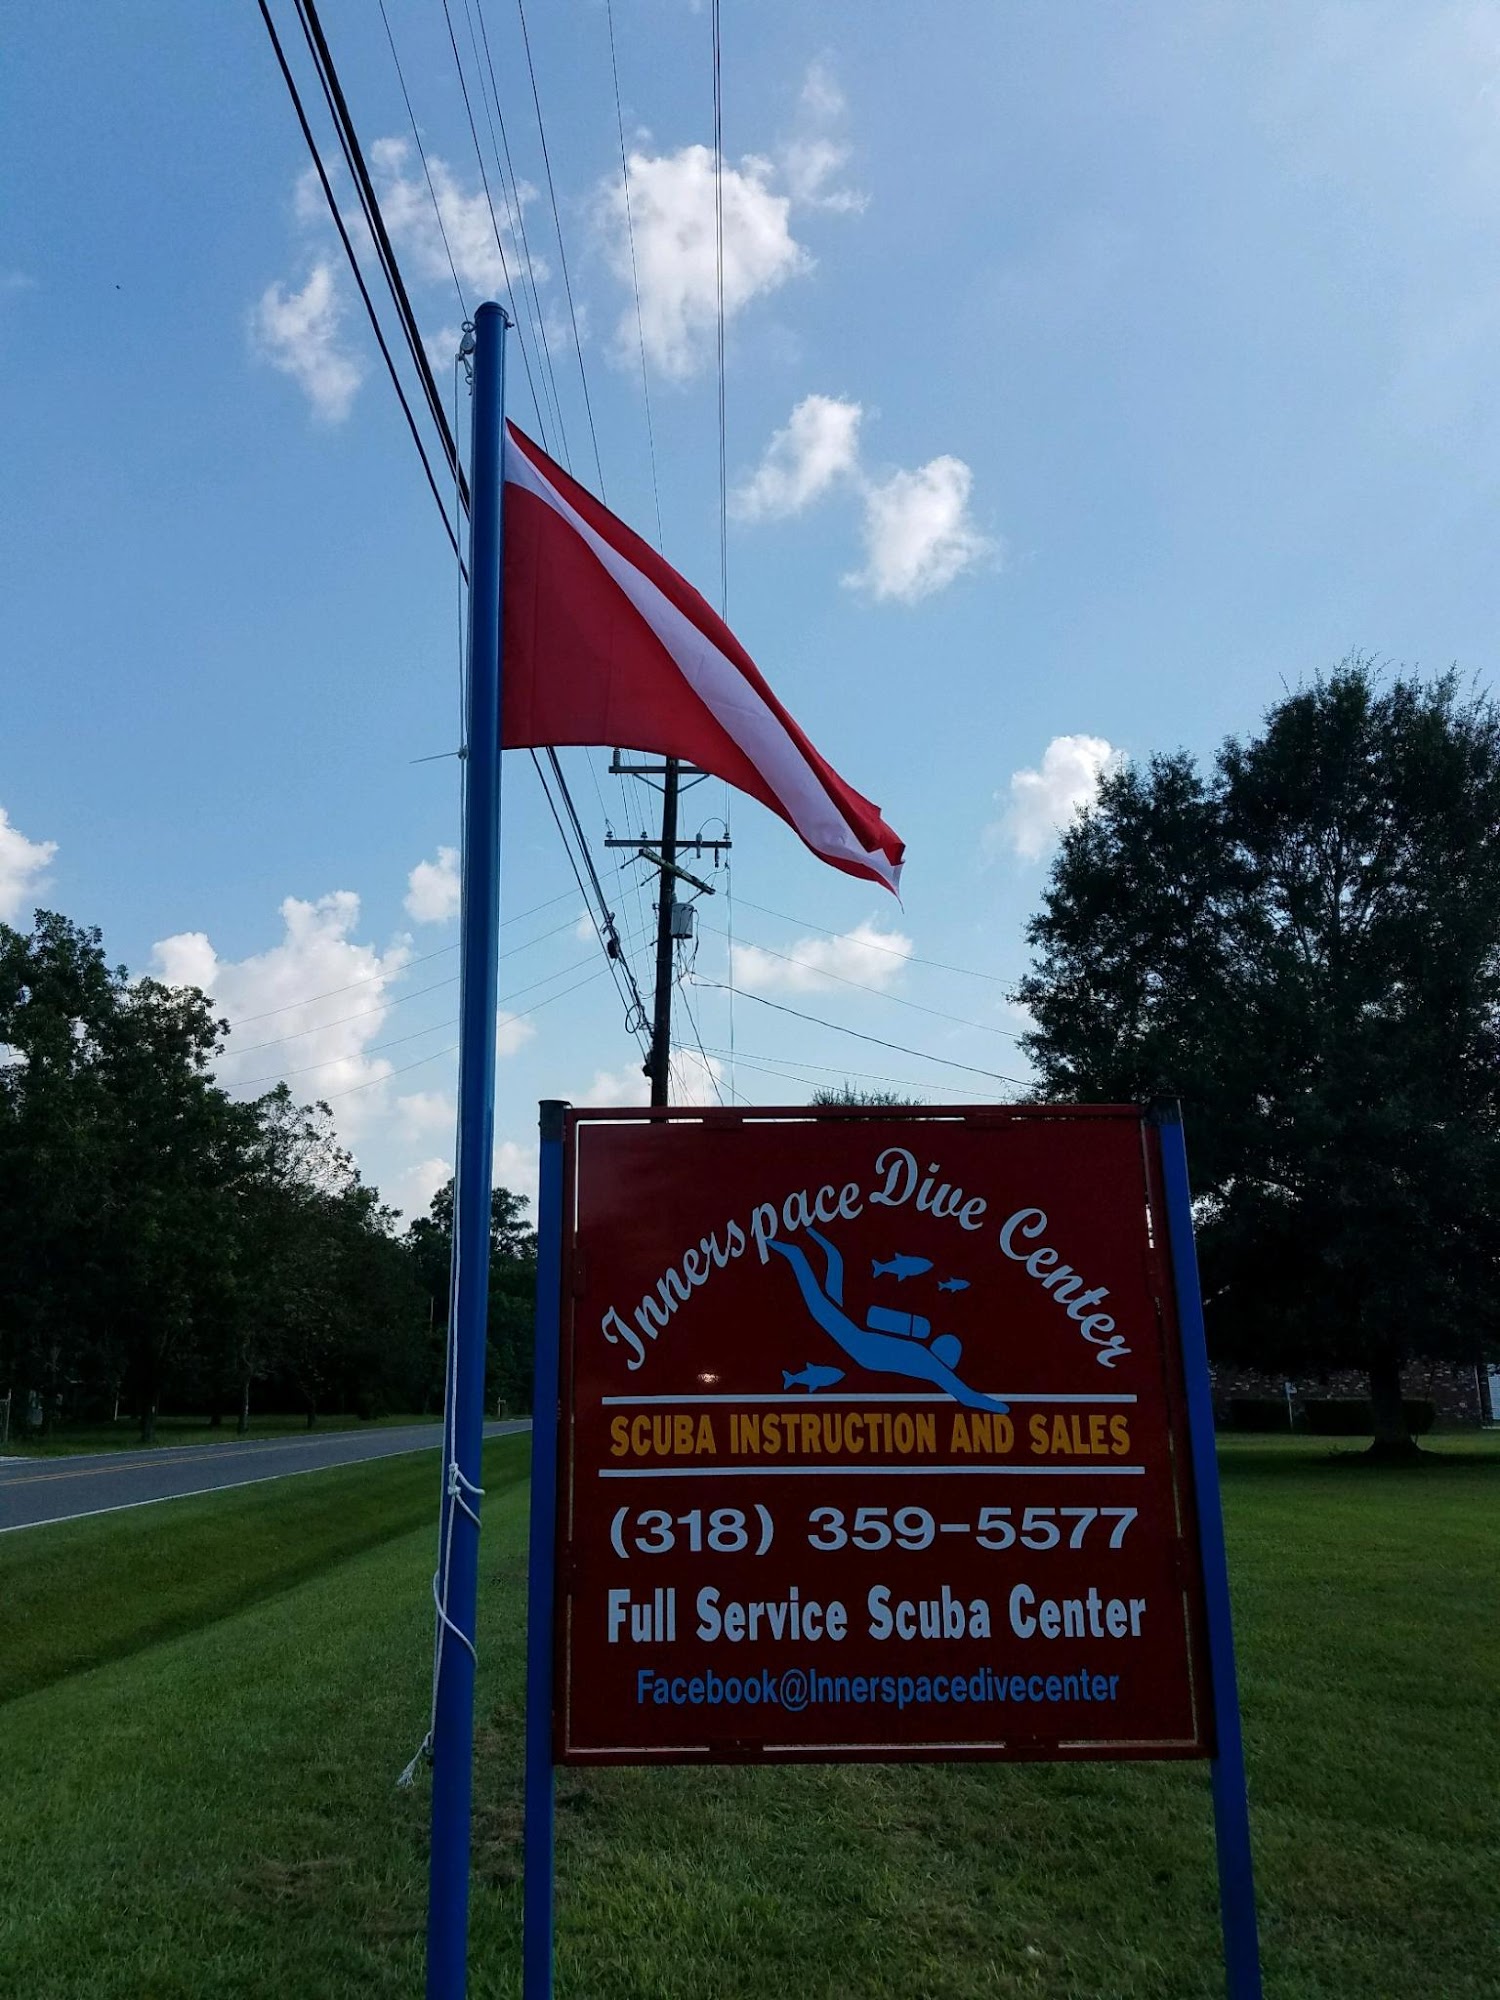 Innerspace Dive Center
SCUBA INSTRUCTION AND SALES
(318) 359-5577
Full Service Scuba Center
Facebook@Innerspacedivecenter